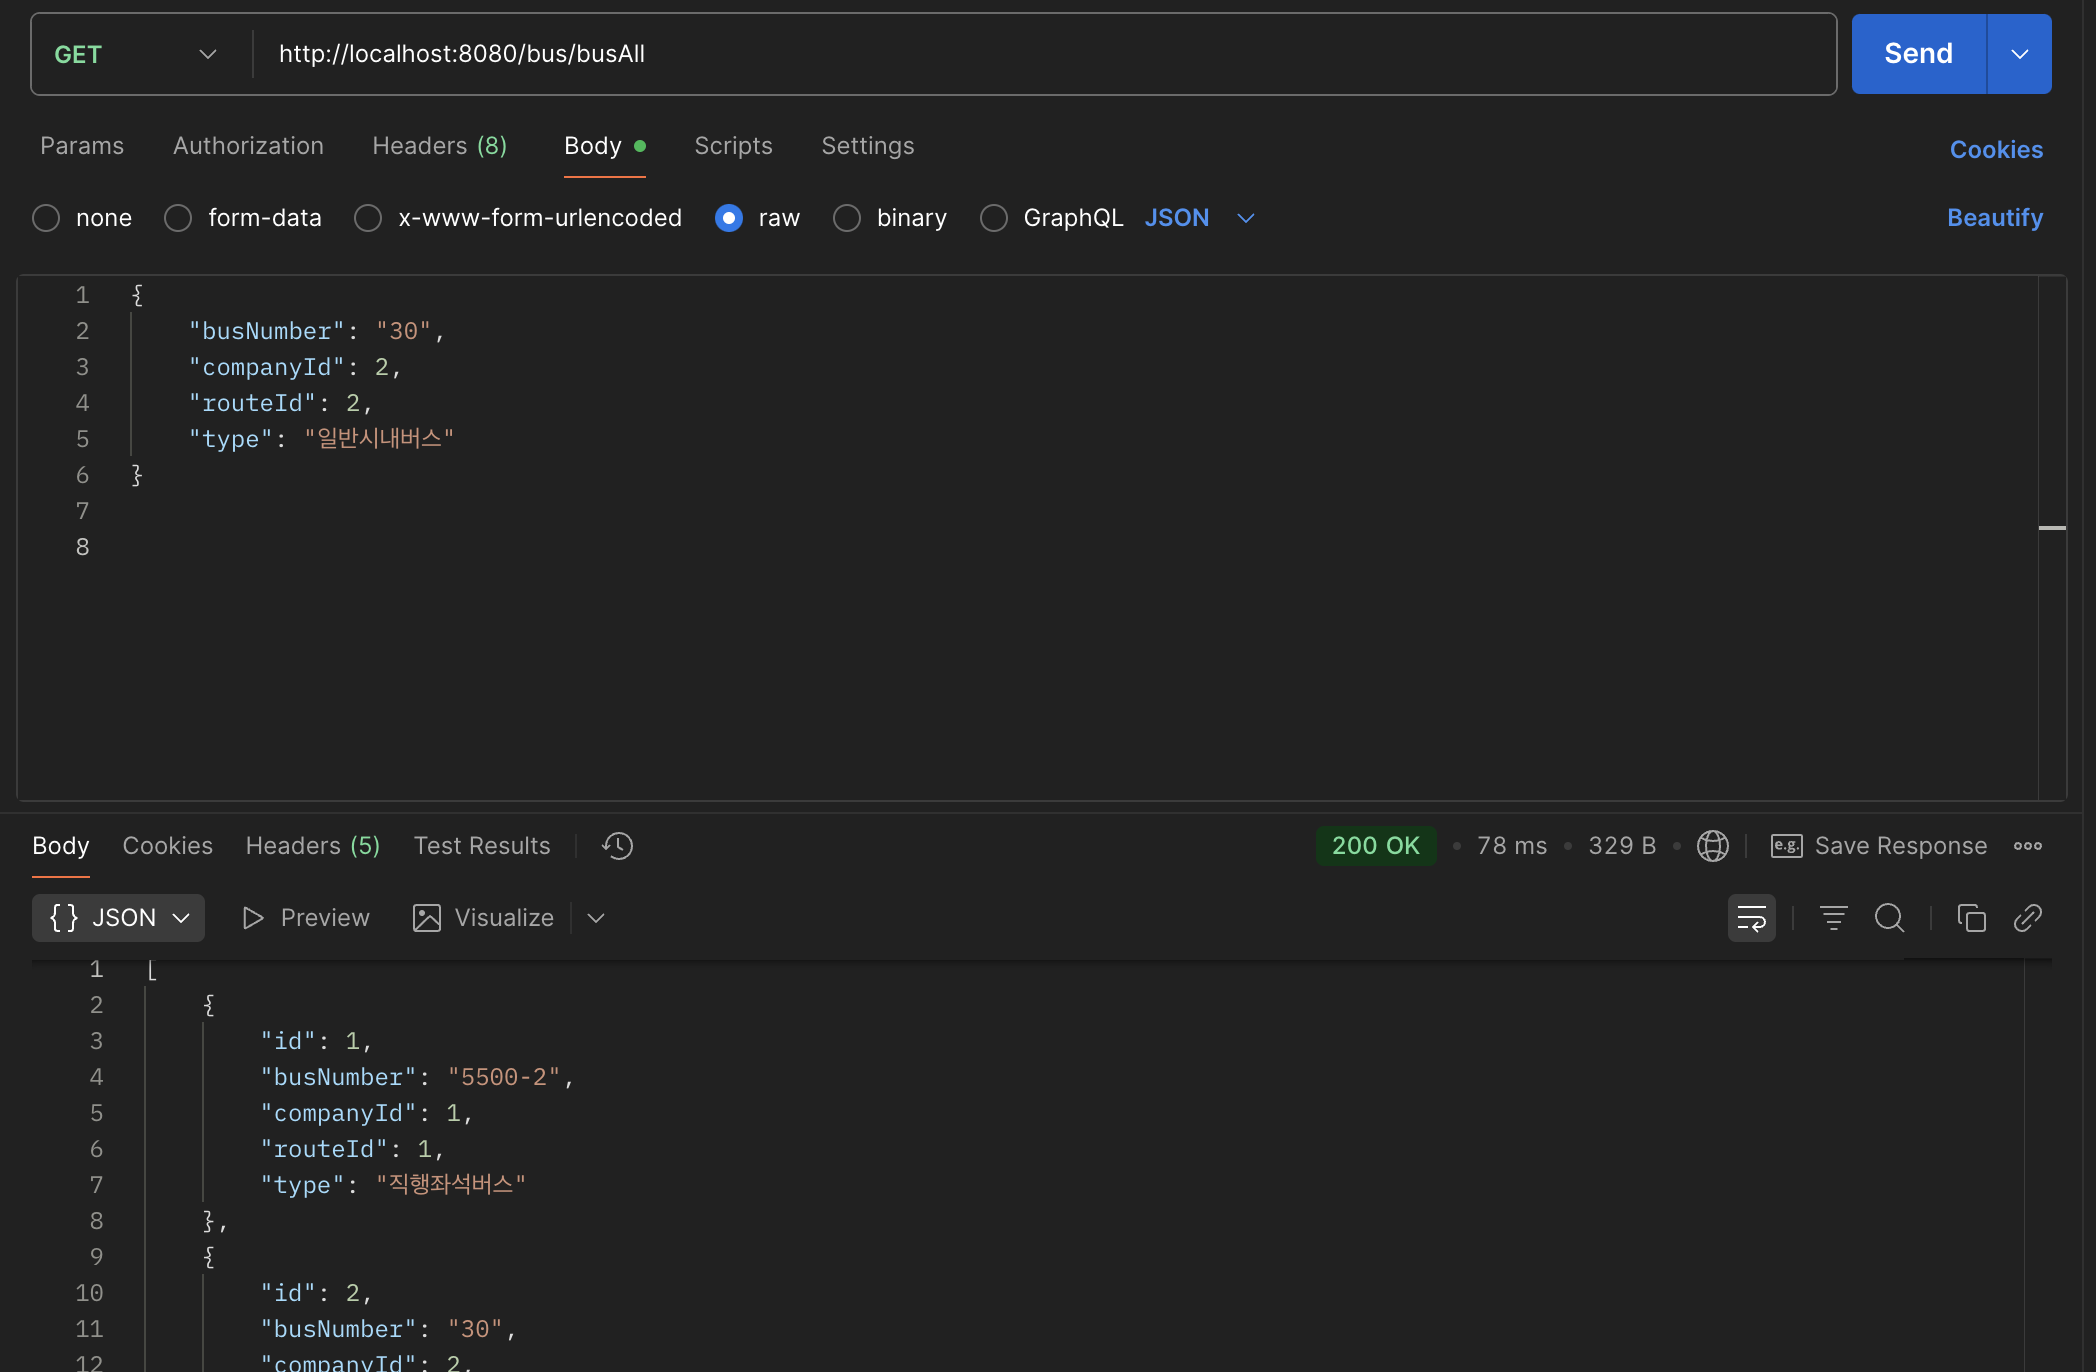 GET http://localhost:8080/bus/busAll Send
Params Authorization Headers (8) Body Scripts Settings Cookies
none form-data x-www-form-urlencoded raw binary GraphQL JSON Beautify
1 {
2 "busNumber": "30",
3 "companyId": 2,
4 "routeId": 2,
5 "type": "일반시내버스"
6 }
7
8
Body Cookies Headers (5) Test Results 200 OK • 78 ms • 329 B • e.g. Save Response
{} JSON Preview Visualize
1 [
2 {
3 "id": 1,
4 "busNumber": "5500-2",
5 "companyId": 1,
6 "routeId": 1,
7 "type": "직행좌석버스"
8 },
9 {
10 "id": 2,
11 "busNumber": "30",
12 "companyId": 2,